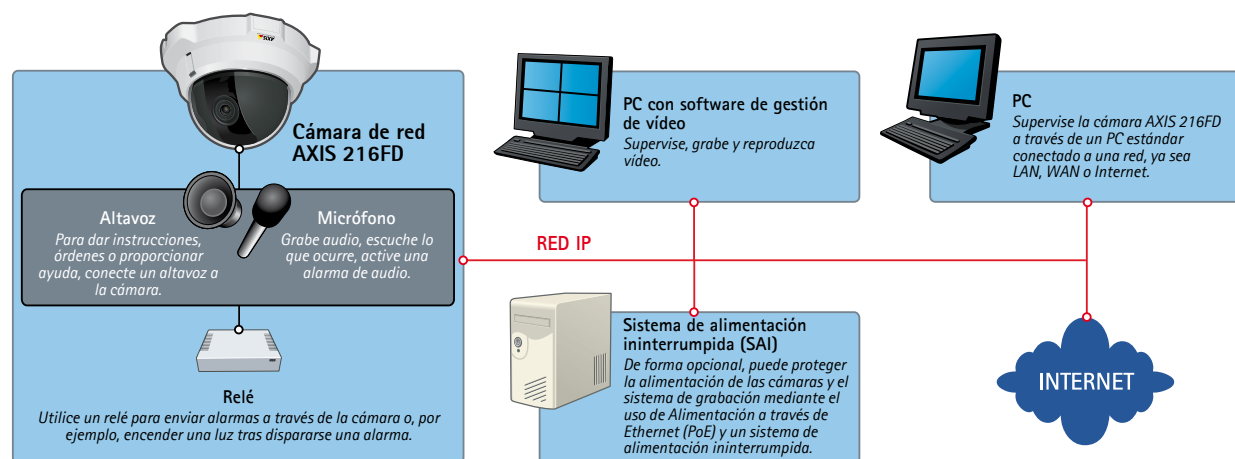 AXIS
Cámara de red
AXIS 216FD
Altavoz
Para dar instrucciones,
órdenes o proporcionar
ayuda, conecte un altavoz a
la cámara.
Micrófono
Grabe audio, escuche lo
que ocurre, active una
alarma de audio.
Relé
Utilice un relé para enviar alarmas a través de la cámara o, por
ejemplo, encender una luz tras dispararse una alarma.
PC con software de gestión
de vídeo
Supervise, grabe y reproduzca
vídeo.
PC
Supervise la cámara AXIS 216FD
a través de un PC estándar
conectado a una red, ya sea
LAN, WAN o Internet.
RED IP
Sistema de alimentación
ininterrumpida (SAI)
De forma opcional, puede proteger
la alimentación de las cámaras y el
sistema de grabación mediante el
uso de Alimentación a través de
Ethernet (PoE) y un sistema de
alimentación ininterrumpida.
INTERNET